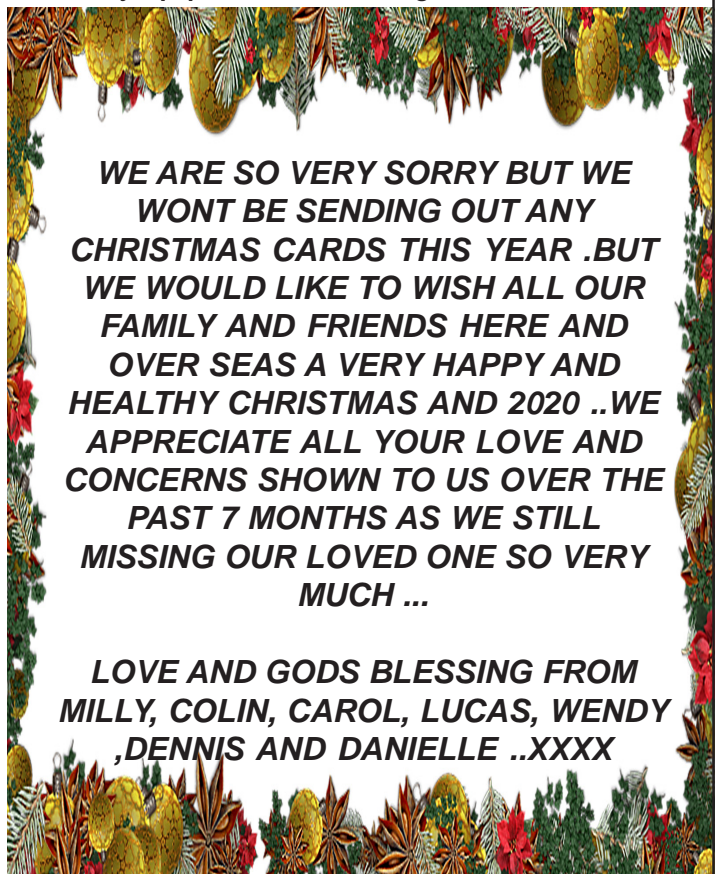 WE ARE SO VERY SORRY BUT WE
WONT BE SENDING OUT ANY
CHRISTMAS CARDS THIS YEAR .BUT
WE WOULD LIKE TO WISH ALL OUR
FAMILY AND FRIENDS HERE AND
OVER SEAS A VERY HAPPY AND
HEALTHY CHRISTMAS AND 2020 ..WE
APPRECIATE ALL YOUR LOVE AND
CONCERNS SHOWN TO US OVER THE
PAST 7 MONTHS AS WE STILL
MISSING OUR LOVED ONE SO VERY
MUCH ...
LOVE AND GODS BLESSING FROM
MILLY, COLIN, CAROL, LUCAS, WENDY
,DENNIS AND DANIELLE ..XXXX